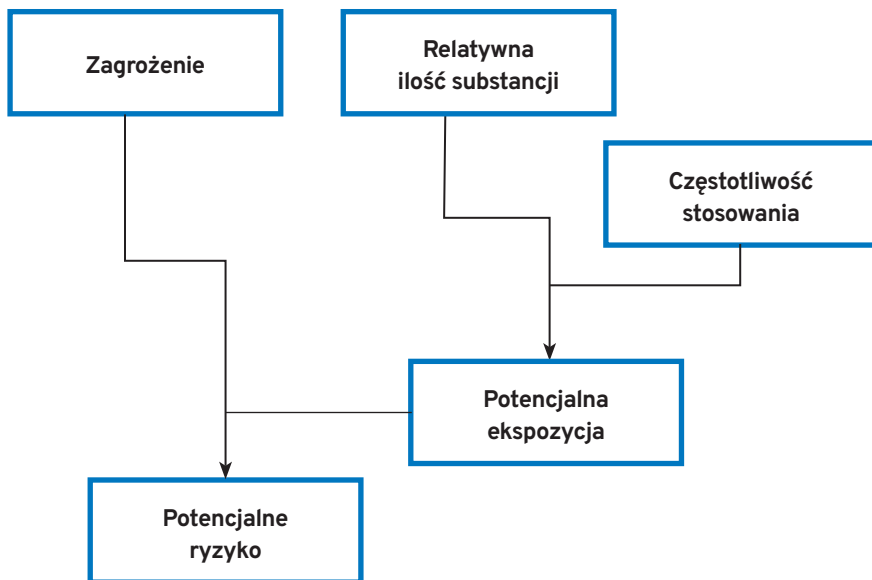 Zagrożenie
Relatywna
ilość substancji
Częstotliwość
stosowania
Potencjalna
ekspozycja
Potencjalne
ryzyko